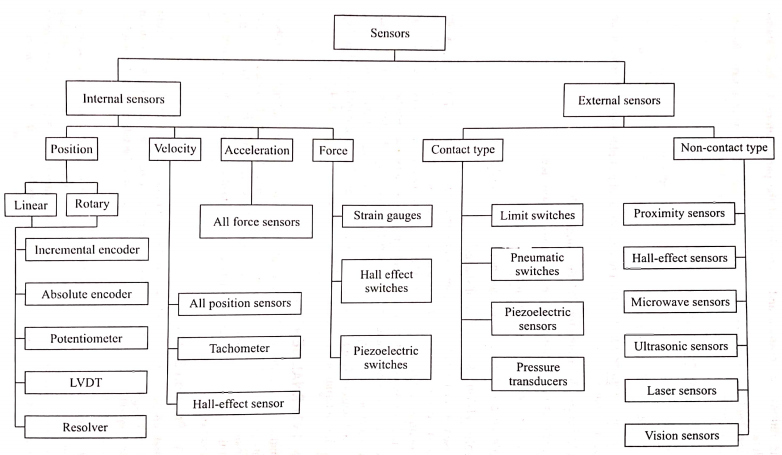 Sensors
Internal sensors
External sensors
Position
Velocity
Acceleration
Force
Contact type
Non-contact type
Linear
Rotary
Incremental encoder
Absolute encoder
Potentiometer
LVDT
Resolver
All position sensors
Tachometer
Hall-effect sensor
All force sensors
Strain gauges
Hall effect
switches
Piezoelectric
switches
Limit switches
Pneumatic
switches
Piezoelectric
sensors
Pressure
transducers
Proximity sensors
Hall-effect sensors
Microwave sensors
Ultrasonic sensors
Laser sensors
Vision sensors